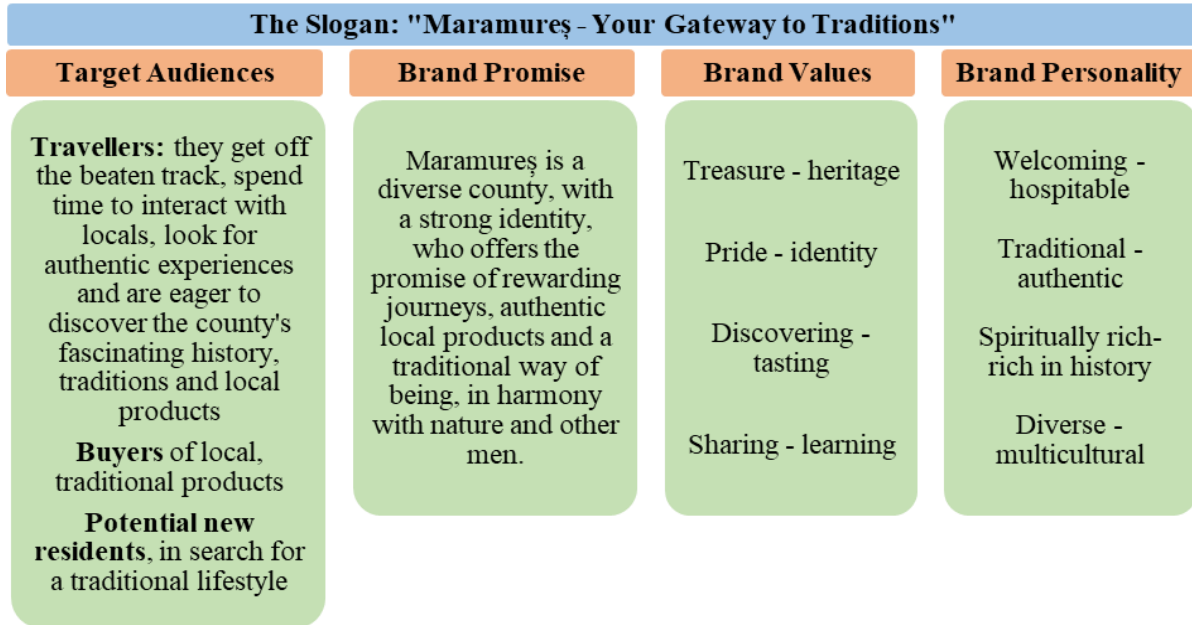 The Slogan: "Maramureș - Your Gateway to Traditions"
Target Audiences
Travellers: they get off
the beaten track, spend
time to interact with
locals, look for
authentic experiences
and are eager to
discover the county's
fascinating history,
traditions and local
products
Buyers of local,
traditional products
Potential new
residents, in search for
a traditional lifestyle
Brand Promise
Maramureș is a
diverse county, with
a strong identity,
who offers the
promise of rewarding
journeys, authentic
local products and a
traditional way of
being, in harmony
with nature and other
men.
Brand Values
Treasure - heritage
Pride - identity
Discovering -
tasting
Sharing - learning
Brand Personality
Welcoming -
hospitable
Traditional -
authentic
Spiritually rich-
rich in history
Diverse -
multicultural